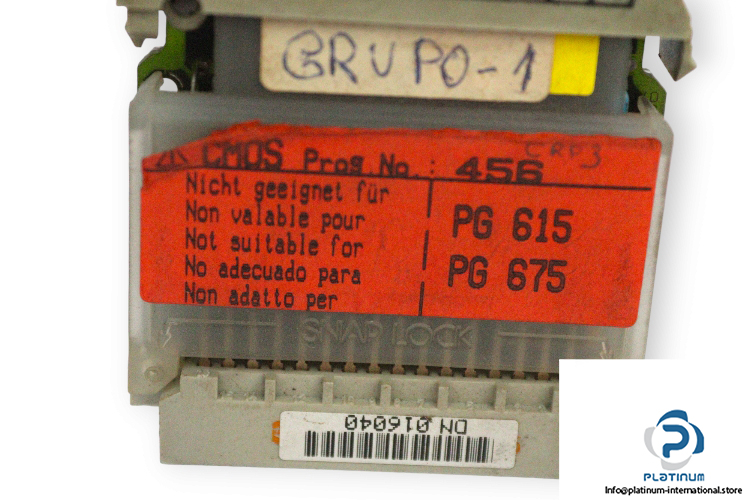 GRUPO-1
CMOS Prog.No.: 456
Nicht geeignet für
Non valable pour
Not suitable for
No adecuado para
Non adatto per
PG 615
PG 675
SNAP LOCK
DN 016040
PLATINUM
Info@platinum-international.store